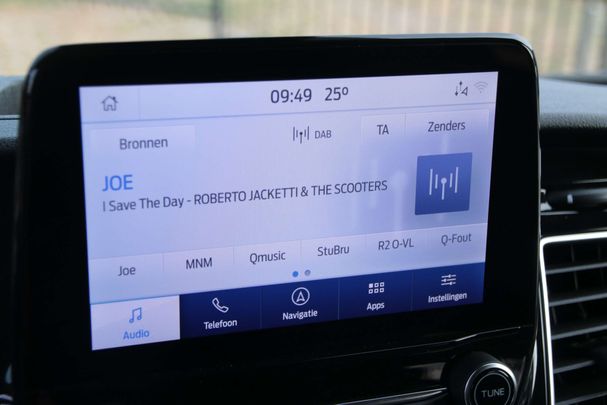 09:49 25°
Bronnen DAB TA Zenders
JOE
I Save The Day - ROBERTO JACKETTI & THE SCOOTERS
Joe MNM Qmusic StuBru R2 O-VL Q-Fout
Audio Telefoon Navigatie Apps Instellingen
TUNE